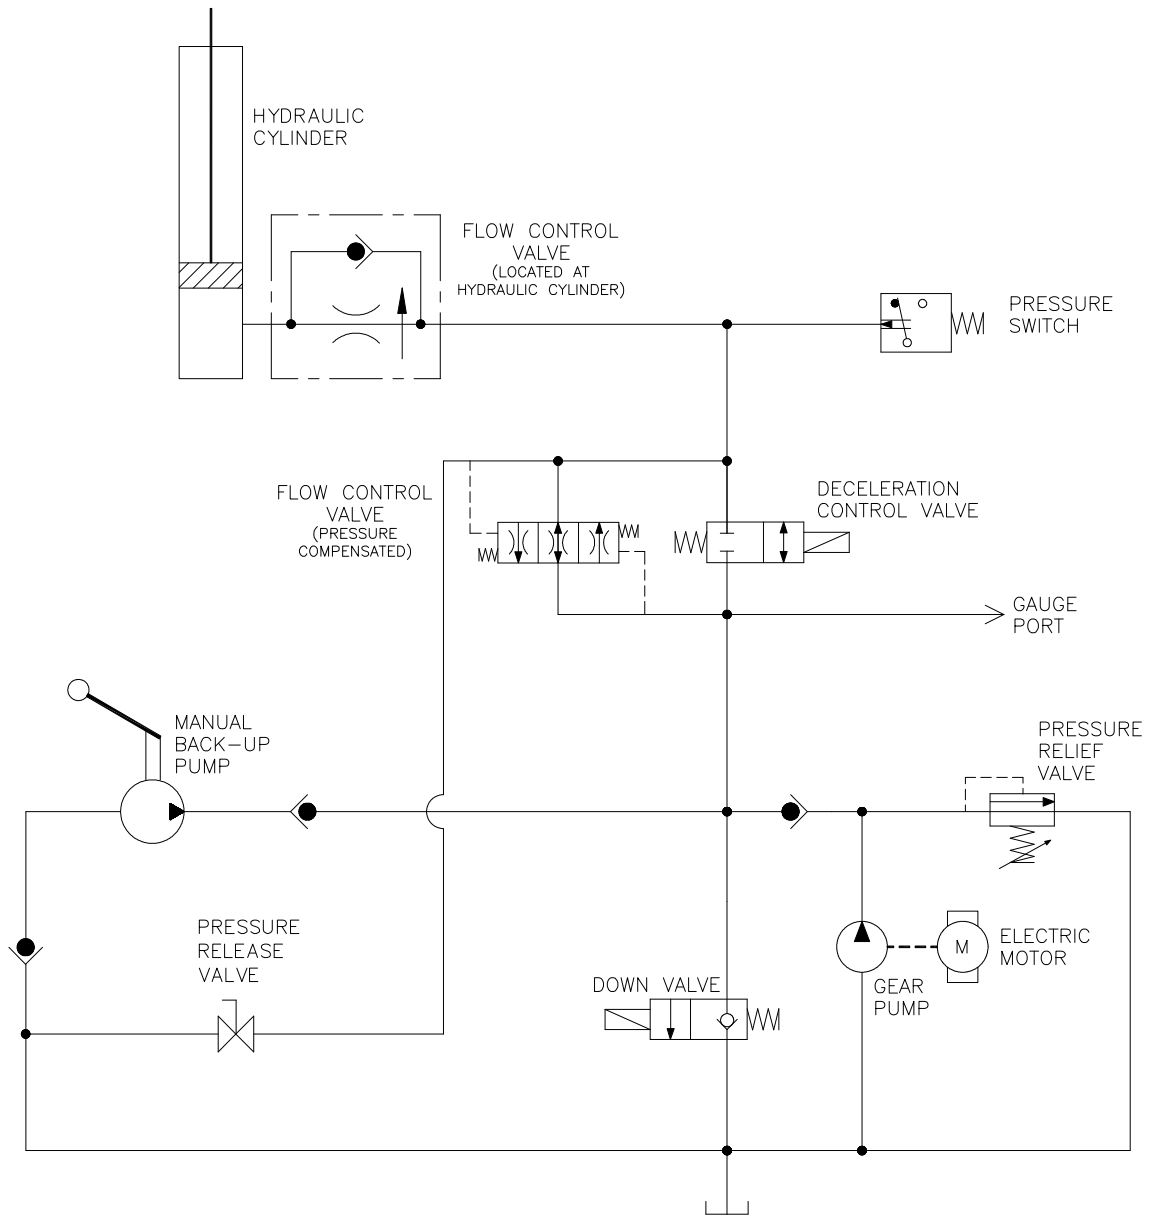 HYDRAULIC
CYLINDER
FLOW CONTROL
VALVE
(LOCATED AT
HYDRAULIC CYLINDER)
PRESSURE
SWITCH
FLOW CONTROL
VALVE
(PRESSURE
COMPENSATED)
DECELERATION
CONTROL VALVE
GAUGE
PORT
MANUAL
BACK-UP
PUMP
PRESSURE
RELIEF
VALVE
PRESSURE
RELEASE
VALVE
M
ELECTRIC
MOTOR
GEAR
PUMP
DOWN VALVE